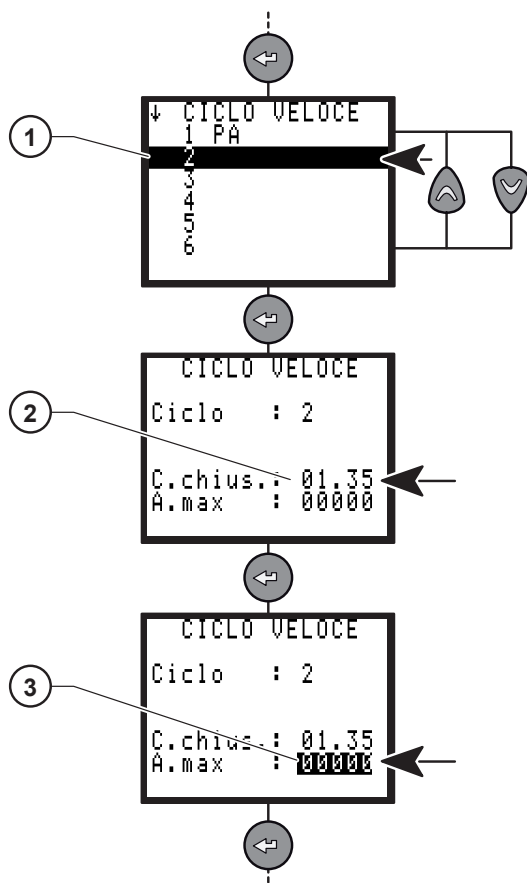 ↓ CICLO VELOCE
1 PA
1
2
3
4
5
6
CICLO VELOCE
2
Ciclo : 2
C.chius.: 01.35
A.max : 00000
CICLO VELOCE
Ciclo : 2
3
C.chius.: 01.35
A.max : 00000